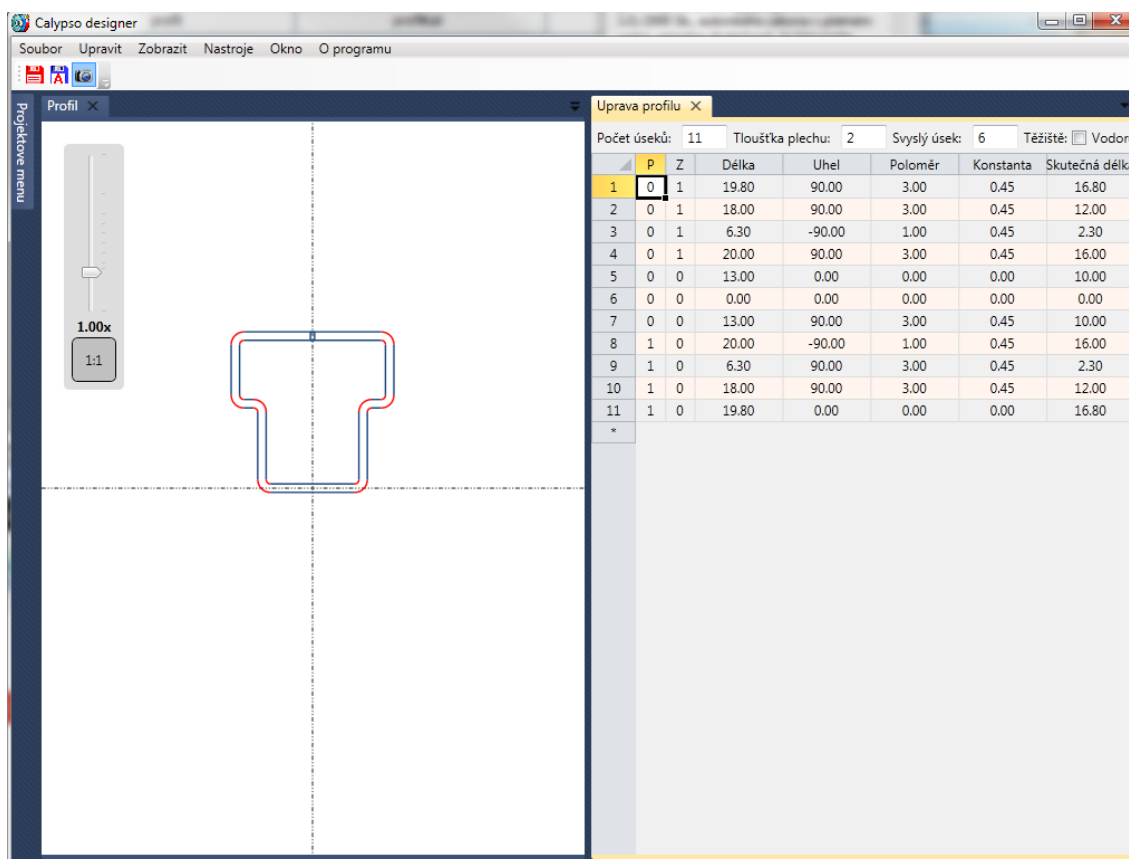 Calypso designer
Soubor Upravit Zobrazit Nastroje Okno O programu
Projektove menu
Profil
1.00x
1:1
Uprava profilu
Počet úseků: 11 Tloušťka plechu: 2 Svyslý úsek: 6 Těžiště: Vodor
P Z Délka Uhel Poloměr Konstanta Skutečná délk
1 0 1 19.80 90.00 3.00 0.45 16.80
2 0 1 18.00 90.00 3.00 0.45 12.00
3 0 1 6.30 -90.00 1.00 0.45 2.30
4 0 1 20.00 90.00 3.00 0.45 16.00
5 0 0 13.00 0.00 0.00 0.00 10.00
6 0 0 0.00 0.00 0.00 0.00 0.00
7 0 0 13.00 90.00 3.00 0.45 10.00
8 1 0 20.00 -90.00 1.00 0.45 16.00
9 1 0 6.30 90.00 3.00 0.45 2.30
10 1 0 18.00 90.00 3.00 0.45 12.00
11 1 0 19.80 0.00 0.00 0.00 16.80
*